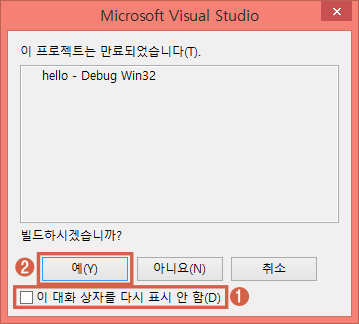 Microsoft Visual Studio
이 프로젝트는 만료되었습니다(T).
hello - Debug Win32
빌드하시겠습니까?
❷ 예(Y) 아니요(N) 취소
이 대화 상자를 다시 표시 안 함(D) ❶